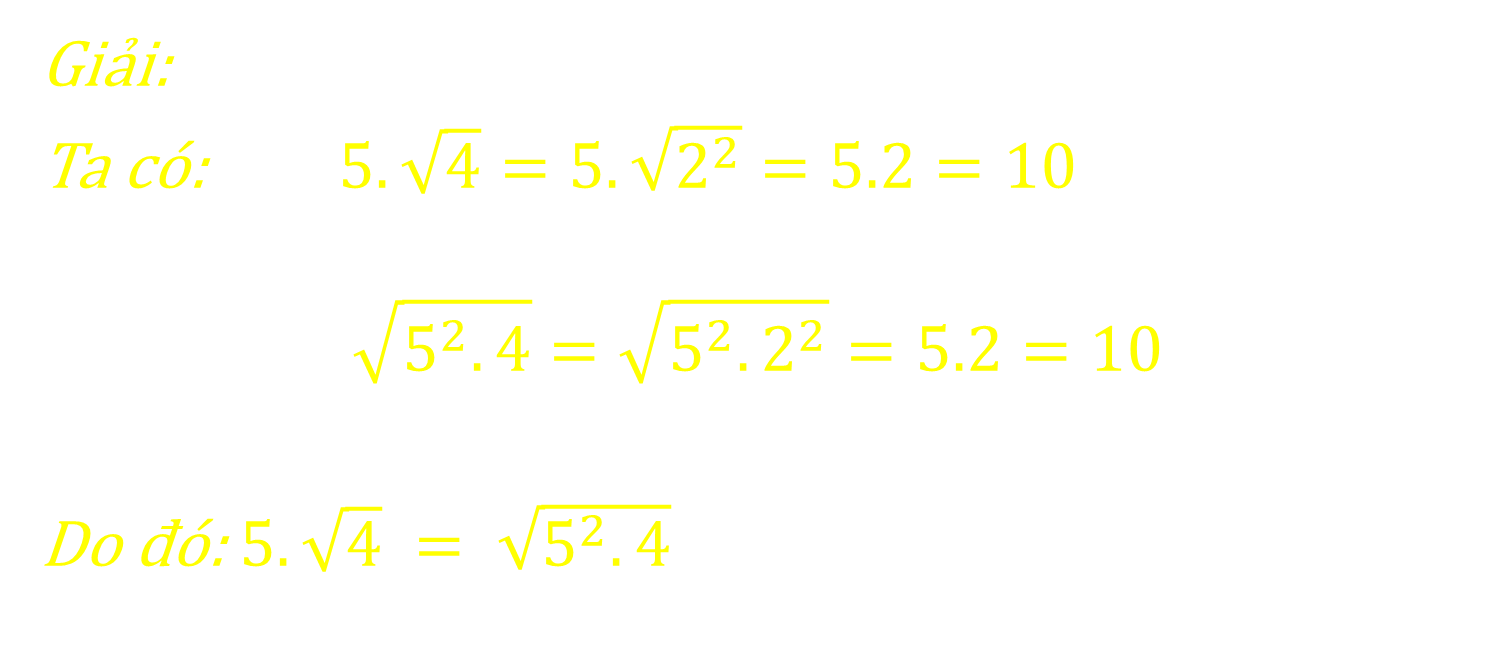 Giải:
Ta có: 5.√4 = 5.√2² = 5.2 = 10
√5².4 = √5².2² = 5.2 = 10
Do đó: 5.√4 = √5².4